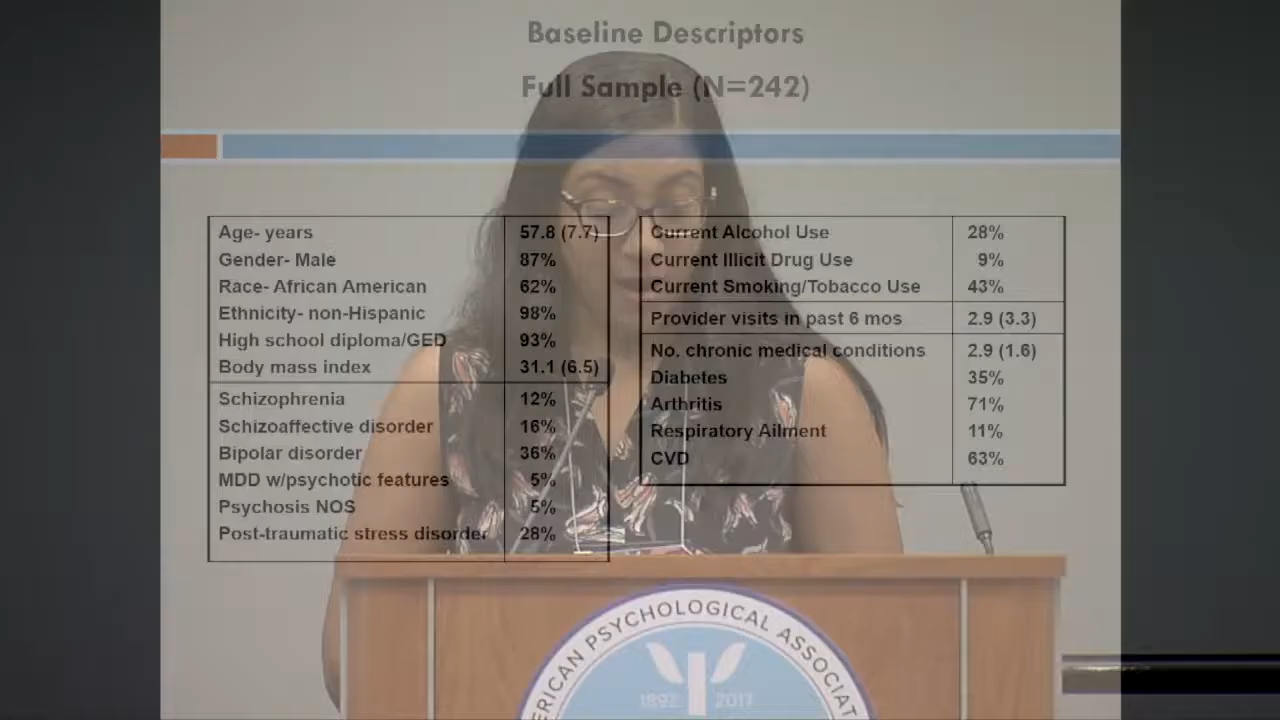 Baseline Descriptors
Full Sample (N=242)
Age- years 57.8 (7.7)
Gender- Male 87%
Race- African American 62%
Ethnicity- non-Hispanic 98%
High school diploma/GED 93%
Body mass index 31.1 (6.5)
Schizophrenia 12%
Schizoaffective disorder 16%
Bipolar disorder 36%
MDD w/psychotic features 5%
Psychosis NOS 5%
Post-traumatic stress disorder 28%
Current Alcohol Use 28%
Current Illicit Drug Use 9%
Current Smoking/Tobacco Use 43%
Provider visits in past 6 mos 2.9 (3.3)
No. chronic medical conditions 2.9 (1.6)
Diabetes 35%
Arthritis 71%
Respiratory Ailment 11%
CVD 63%
ERICAN PSYCHOLOGICAL ASSOCIAT
1892 2017